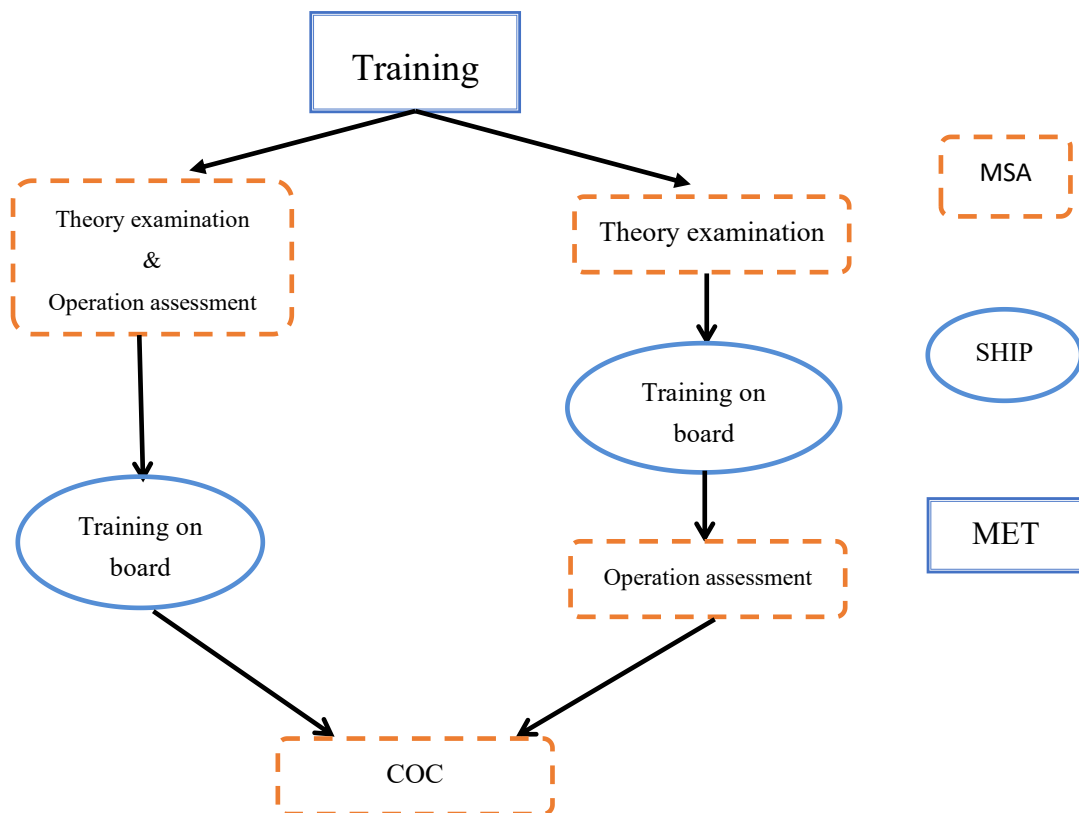 Training
MSA
Theory examination
&
Operation assessment
Theory examination
SHIP
Training on
board
MET
Training on
board
Operation assessment
COC